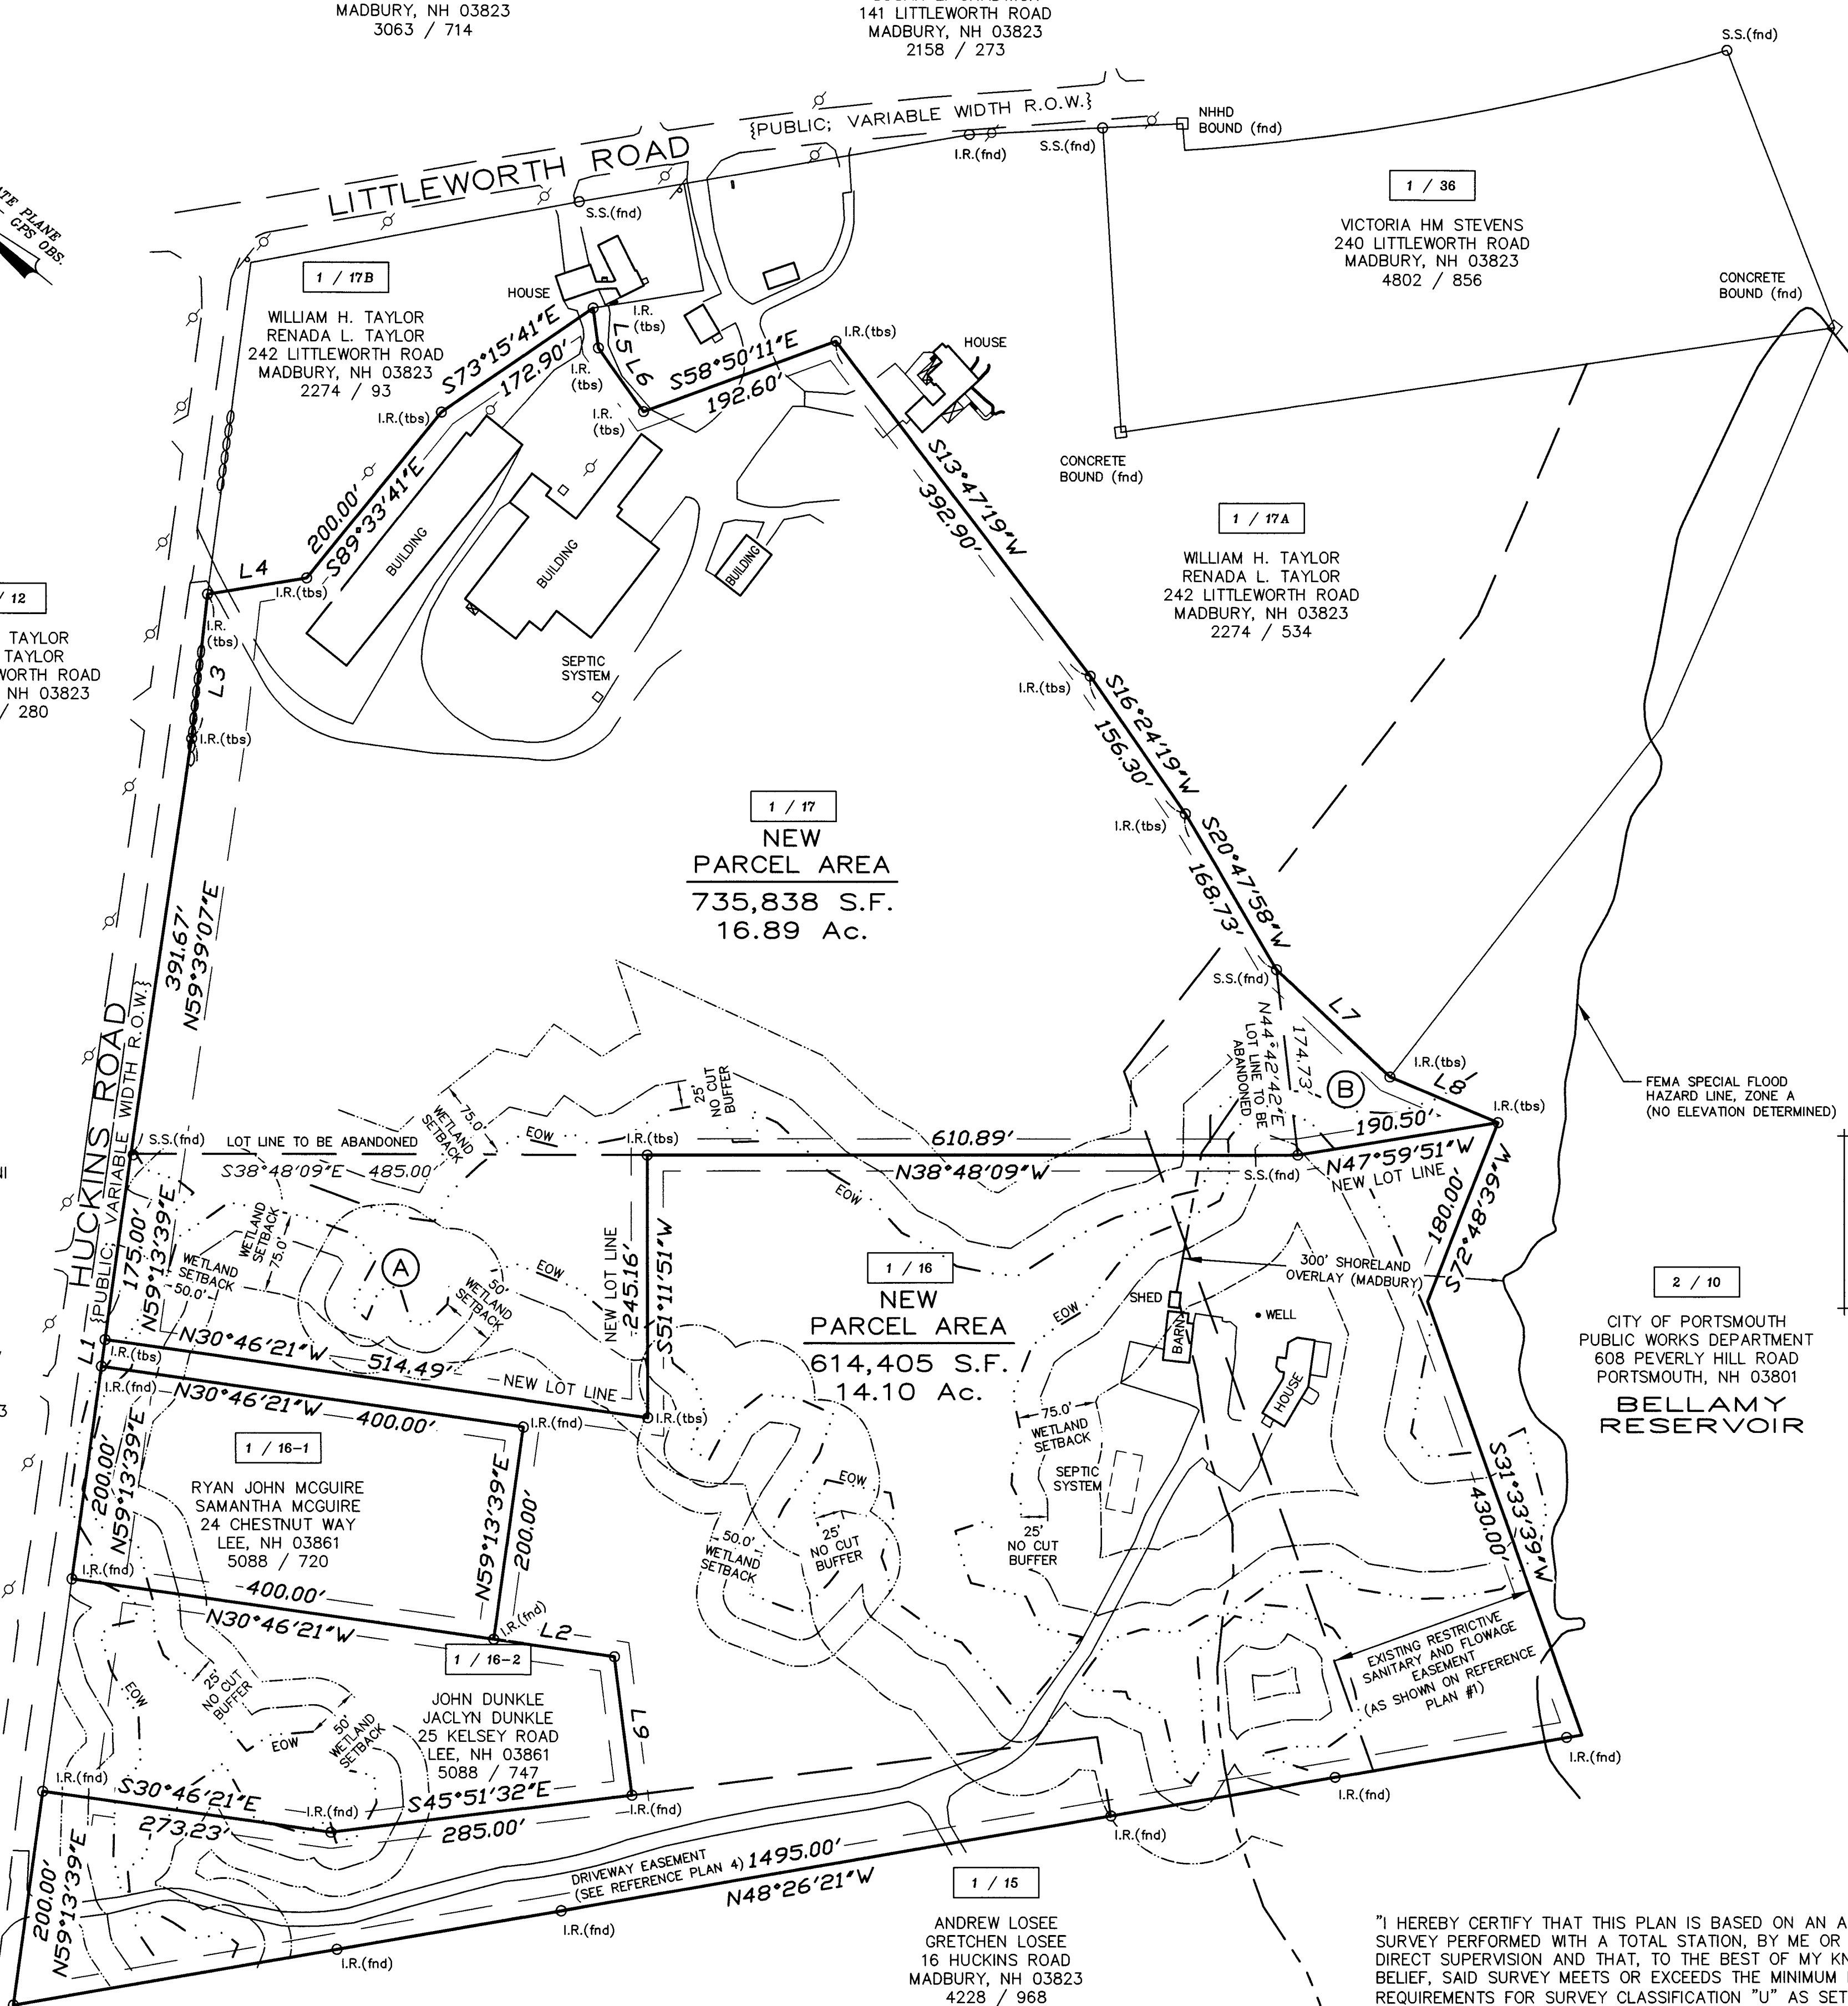 MADBURY, NH 03823
3063 / 714
141 LITTLEWORTH ROAD
MADBURY, NH 03823
2158 / 273
S.S.(fnd)
{PUBLIC; VARIABLE WIDTH R.O.W.}
NHHD
BOUND (fnd)
I.R.(fnd)
S.S.(fnd)
LITTLEWORTH ROAD
PLANE
GPS OBS.
S.S.(fnd)
1 / 36
VICTORIA HM STEVENS
240 LITTLEWORTH ROAD
MADBURY, NH 03823
4802 / 856
CONCRETE
BOUND (fnd)
1 / 17B
WILLIAM H. TAYLOR
RENADA L. TAYLOR
242 LITTLEWORTH ROAD
MADBURY, NH 03823
2274 / 93
HOUSE
I.R.
(tbs)
S73°15'41"E
172.90'
L5
L6
I.R.
(tbs)
S58°50'11"E
192.60'
I.R.(tbs)
HOUSE
I.R.(tbs)
I.R.
(tbs)
200.00'
S89°33'41"E
BUILDING
BUILDING
BUILDING
S13°47'19"W
392.90'
CONCRETE
BOUND (fnd)
1 / 17A
WILLIAM H. TAYLOR
RENADA L. TAYLOR
242 LITTLEWORTH ROAD
MADBURY, NH 03823
2274 / 534
L4
I.R.(tbs)
I.R.
(tbs)
/ 12
TAYLOR
TAYLOR
WORTH ROAD
NH 03823
/ 280
L3
I.R.(tbs)
SEPTIC
SYSTEM
I.R.(tbs)
S16°24'19"W
156.30'
I.R.(tbs)
S20°47'58"W
168.73'
1 / 17
NEW
PARCEL AREA
735,838 S.F.
16.89 Ac.
391.67'
N59°39'07"E
S.S.(fnd)
L7
N44°42'42"E
LOT LINE TO BE
ABANDONED
174.73'
B
I.R.(tbs)
L8
I.R.(tbs)
FEMA SPECIAL FLOOD
HAZARD LINE, ZONE A
(NO ELEVATION DETERMINED)
HUCKINS ROAD
{PUBLIC; VARIABLE WIDTH R.O.W.}
75.0'
WETLAND
SETBACK
25'
NO CUT
BUFFER
EOW
S.S.(fnd)
LOT LINE TO BE ABANDONED
S38°48'09"E
485.00'
I.R.(tbs)
610.89'
N38°48'09"W
EOW
S.S.(fnd)
190.50'
N47°59'51"W
NEW LOT LINE
180.00'
S72°48'39"W
175.00'
N59°13'39"E
WETLAND
SETBACK
50.0'
WETLAND
SETBACK
75.0'
A
EOW
50'
WETLAND
SETBACK
NEW LOT LINE
245.16'
S51°11'51"W
1 / 16
NEW
PARCEL AREA
614,405 S.F.
14.10 Ac.
EOW
SHED
BARN
WELL
HOUSE
300' SHORELAND
OVERLAY (MADBURY)
2 / 10
CITY OF PORTSMOUTH
PUBLIC WORKS DEPARTMENT
608 PEVERLY HILL ROAD
PORTSMOUTH, NH 03801
BELLAMY
RESERVOIR
L1
I.R.(tbs)
N30°46'21"W
514.49'
NEW LOT LINE
I.R.(tbs)
I.R.(fnd)
N30°46'21"W
400.00'
I.R.(fnd)
200.00'
N59°13'39"E
1 / 16-1
RYAN JOHN MCGUIRE
SAMANTHA MCGUIRE
24 CHESTNUT WAY
LEE, NH 03861
5088 / 720
N59°13'39"E
200.00'
75.0'
WETLAND
SETBACK
SEPTIC
SYSTEM
EOW
25'
NO CUT
BUFFER
50.0'
WETLAND
SETBACK
25'
NO CUT
BUFFER
S31°33'39"W
430.00'
I.R.(fnd)
400.00'
N30°46'21"W
I.R.(fnd)
L2
1 / 16-2
JOHN DUNKLE
JACLYN DUNKLE
25 KELSEY ROAD
LEE, NH 03861
5088 / 747
L9
EOW
25'
NO CUT
BUFFER
EOW
50'
WETLAND
SETBACK
EXISTING RESTRICTIVE
SANITARY AND FLOWAGE
EASEMENT
(AS SHOWN ON REFERENCE
PLAN #1)
I.R.(fnd)
I.R.(fnd)
I.R.(fnd)
S30°46'21"E
273.23'
I.R.(fnd)
S45°51'32"E
285.00'
I.R.(fnd)
I.R.(fnd)
200.00'
N59°13'39"E
DRIVEWAY EASEMENT
(SEE REFERENCE PLAN 4)
1495.00'
N48°26'21"W
I.R.(fnd)
I.R.(fnd)
1 / 15
ANDREW LOSEE
GRETCHEN LOSEE
16 HUCKINS ROAD
MADBURY, NH 03823
4228 / 968
"I HEREBY CERTIFY THAT THIS PLAN IS BASED ON AN A
SURVEY PERFORMED WITH A TOTAL STATION, BY ME OR
DIRECT SUPERVISION AND THAT, TO THE BEST OF MY KN
BELIEF, SAID SURVEY MEETS OR EXCEEDS THE MINIMUM
REQUIREMENTS FOR SURVEY CLASSIFICATION "U" AS SET